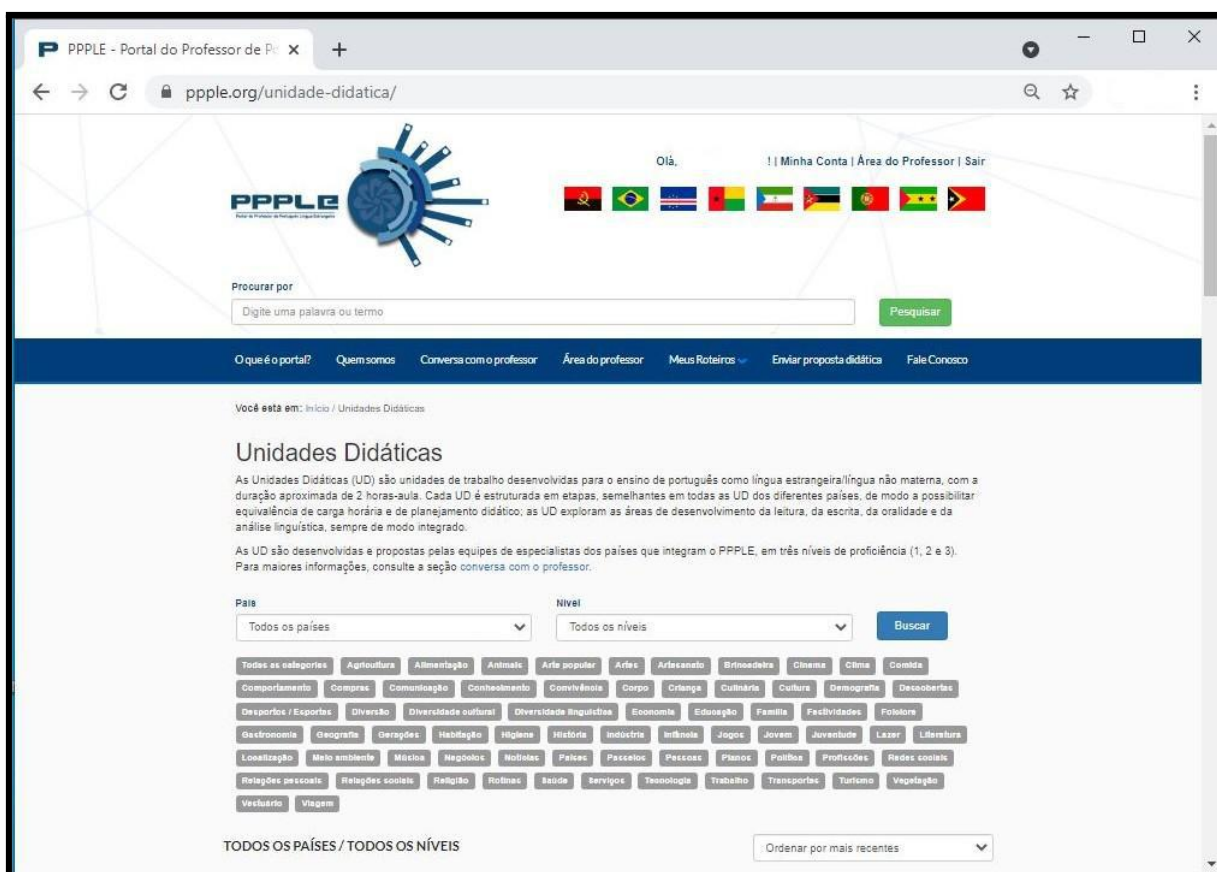 PPPLE - Portal do Professor de Po
ppple.org/unidade-didatica/
Olá, ! | Minha Conta | Área do Professor | Sair
PPPLE
Portal do Professor de Português Língua Estrangeira
Procurar por
Digite uma palavra ou termo
Pesquisar
O que é o portal? Quem somos Conversa com o professor Área do professor Meus Roteiros Enviar proposta didática Fale Conosco
Você está em: Início / Unidades Didáticas
Unidades Didáticas
As Unidades Didáticas (UD) são unidades de trabalho desenvolvidas para o ensino de português como língua estrangeira/língua não materna, com a
duração aproximada de 2 horas-aula. Cada UD é estruturada em etapas, semelhantes em todas as UD dos diferentes países, de modo a possibilitar
equivalência de carga horária e de planejamento didático; as UD exploram as áreas de desenvolvimento da leitura, da escrita, da oralidade e da
análise linguística, sempre de modo integrado.
As UD são desenvolvidas e propostas pelas equipes de especialistas dos países que integram o PPPLE, em três níveis de proficiência (1, 2 e 3).
Para maiores informações, consulte a seção conversa com o professor.
País Nível
Todos os países Todos os níveis Buscar
Todas as categorias Agricultura Alimentação Animais Arte popular Artes Artesanato Brincadeira Cinema Clima Comida
Comportamento Compras Comunicação Conhecimento Convivência Corpo Criança Culinária Cultura Demografia Descobertas
Desportos / Esportes Diversão Diversidade cultural Diversidade linguística Economia Educação Família Festividades Folclore
Gastronomia Geografia Gerações Habitação Higiene História Indústria Infância Jogos Jovem Juventude Lazer Literatura
Localização Meio ambiente Música Negócios Notícias Países Passeios Pessoas Planos Política Profissões Redes sociais
Relações pessoais Relações sociais Religião Rotinas Saúde Serviços Tecnologia Trabalho Transportes Turismo Vegetação
Vestuário Viagem
TODOS OS PAÍSES / TODOS OS NÍVEIS Ordenar por mais recentes